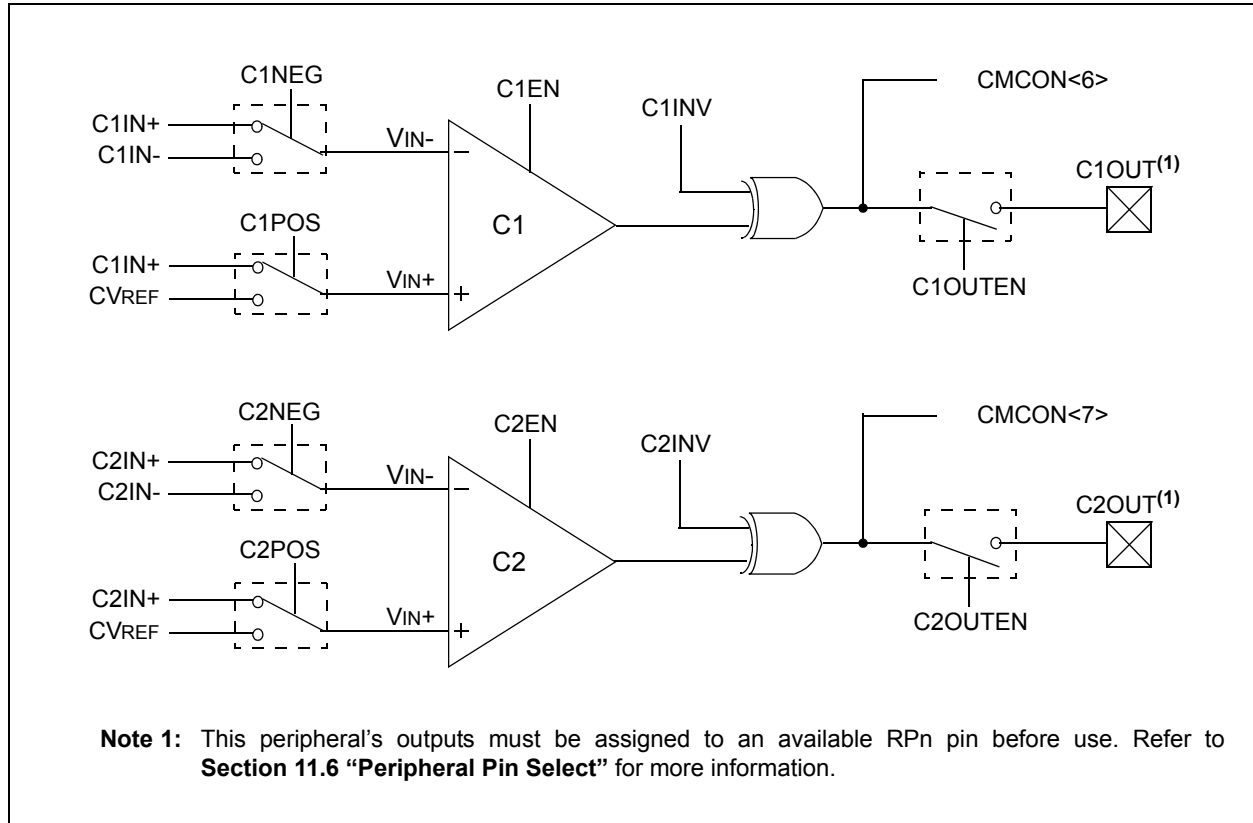 C1NEG
C1EN
CMCON<6>
C1INV
C1IN+
C1IN-
VIN-
C1OUT(1)
–
C1
C1POS
C1IN+
CVREF
VIN+
+
C1OUTEN
C2NEG
C2EN
CMCON<7>
C2INV
C2IN+
C2IN-
VIN-
C2OUT(1)
–
C2
C2POS
C2IN+
CVREF
VIN+
+
C2OUTEN
Note 1: This peripheral’s outputs must be assigned to an available RPn pin before use. Refer to
Section 11.6 “Peripheral Pin Select” for more information.